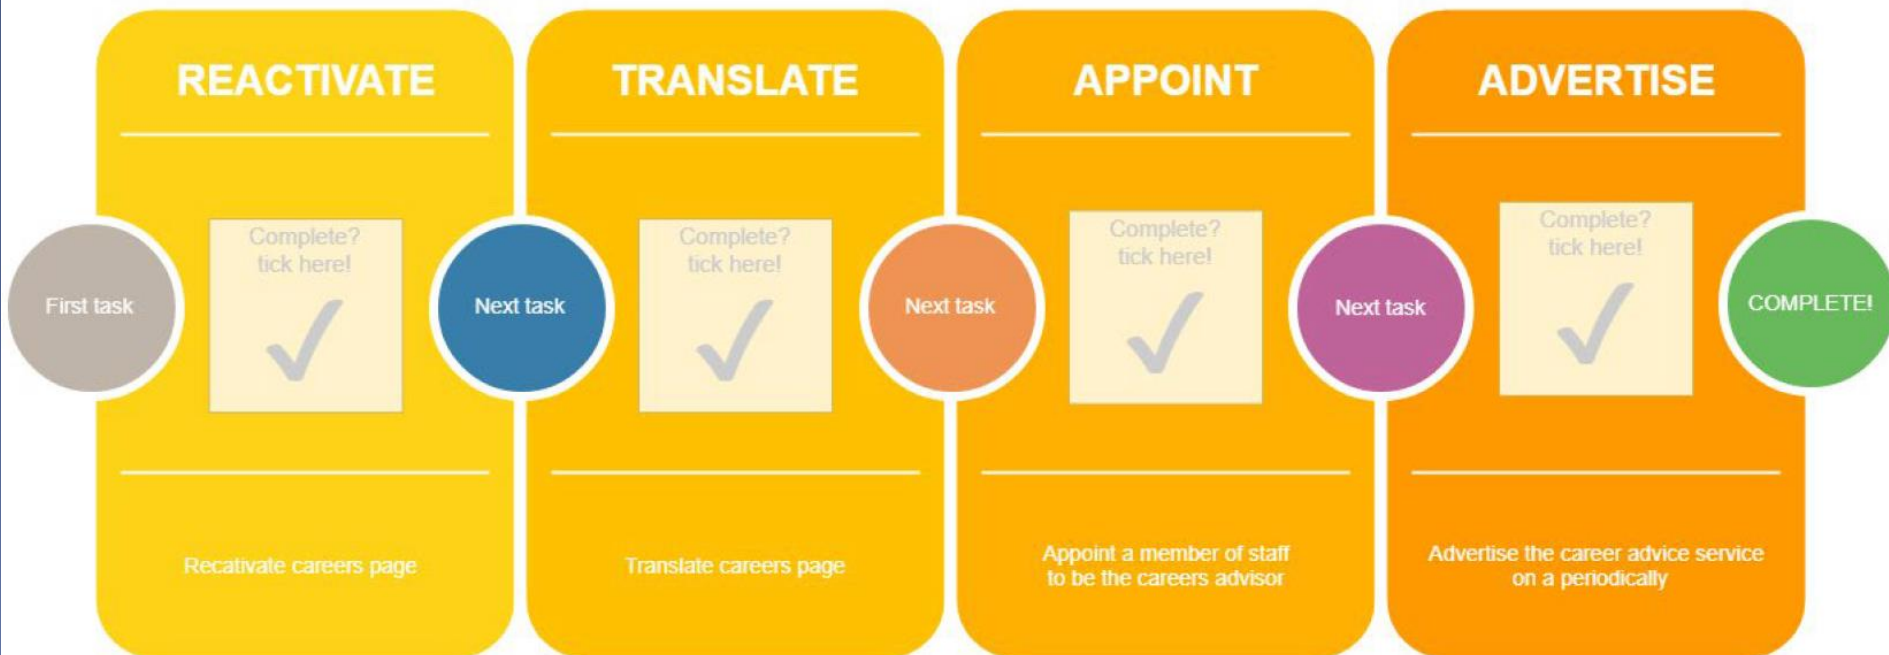 REACTIVATE
TRANSLATE
APPOINT
ADVERTISE
First task
Complete?
tick here!
Next task
Complete?
tick here!
Next task
Complete?
tick here!
Next task
Complete?
tick here!
COMPLETE!
Recativate careers page
Translate careers page
Appoint a member of staff
to be the careers advisor
Advertise the career advice service
on a periodically